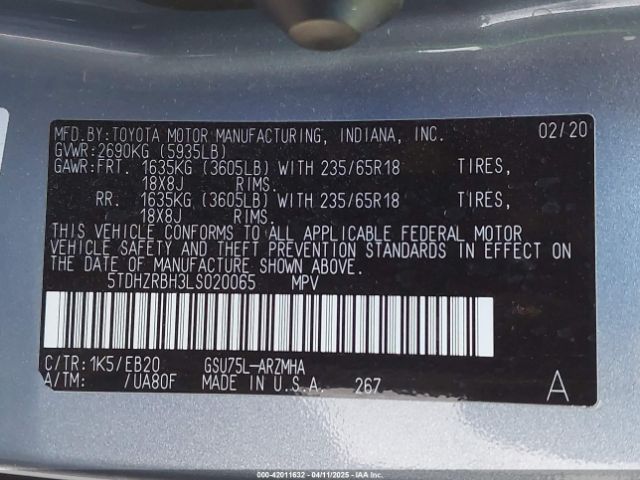 MFD.BY:TOYOTA MOTOR MANUFACTURING, INDIANA, INC. 02/20
GVWR:2690KG (5935LB)
GAWR:FRT. 1635KG (3605LB) WITH 235/65R18 TIRES,
18X8J RIMS.
RR. 1635KG (3605LB) WITH 235/65R18 TIRES,
18X8J RIMS.
THIS VEHICLE CONFORMS TO ALL APPLICABLE FEDERAL MOTOR
VEHICLE SAFETY AND THEFT PREVENTION STANDARDS IN EFFECT ON
THE DATE OF MANUFACTURE SHOWN ABOVE.
5TDHZRBH3LS020065 MPV
C/TR:1K5/EB20 GSU75L-ARZMHA
A/TM: /UA80F MADE IN U.S.A. 267 A
000-42011632 - 04/11/2025 - IAAI.COM